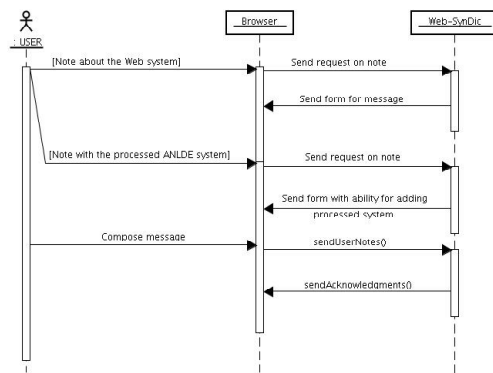 Browser
Web-SynDic
: USER
[Note about the Web system]
Send request on note
Send form for message
[Note with the processed ANLDE system]
Send request on note
Send form with ability for adding
processed system
Compose message
sendUserNotes()
sendAcknowledgments()